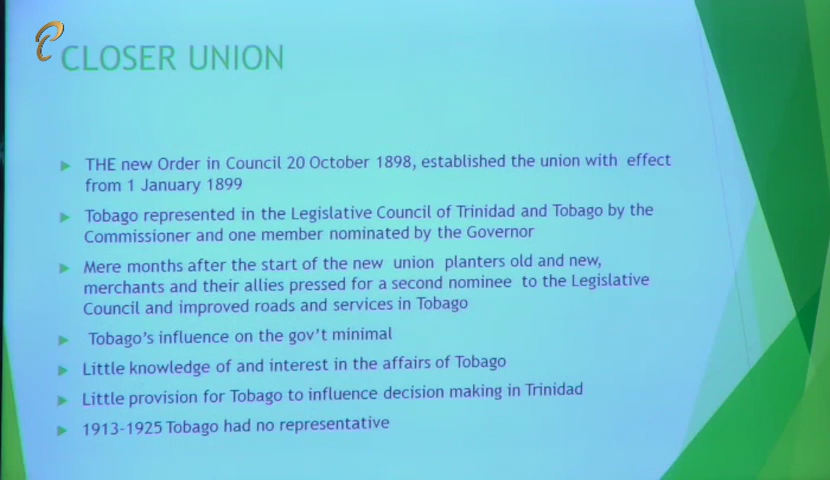 CLOSER UNION
THE new Order in Council 20 October 1898, established the union with effect
from 1 January 1899
Tobago represented in the Legislative Council of Trinidad and Tobago by the
Commissioner and one member nominated by the Governor
Mere months after the start of the new union planters old and new,
merchants and their allies pressed for a second nominee to the Legislative
Council and improved roads and services in Tobago
Tobago's influence on the gov't minimal
Little knowledge of and interest in the affairs of Tobago
Little provision for Tobago to influence decision making in Trinidad
1913-1925 Tobago had no representative